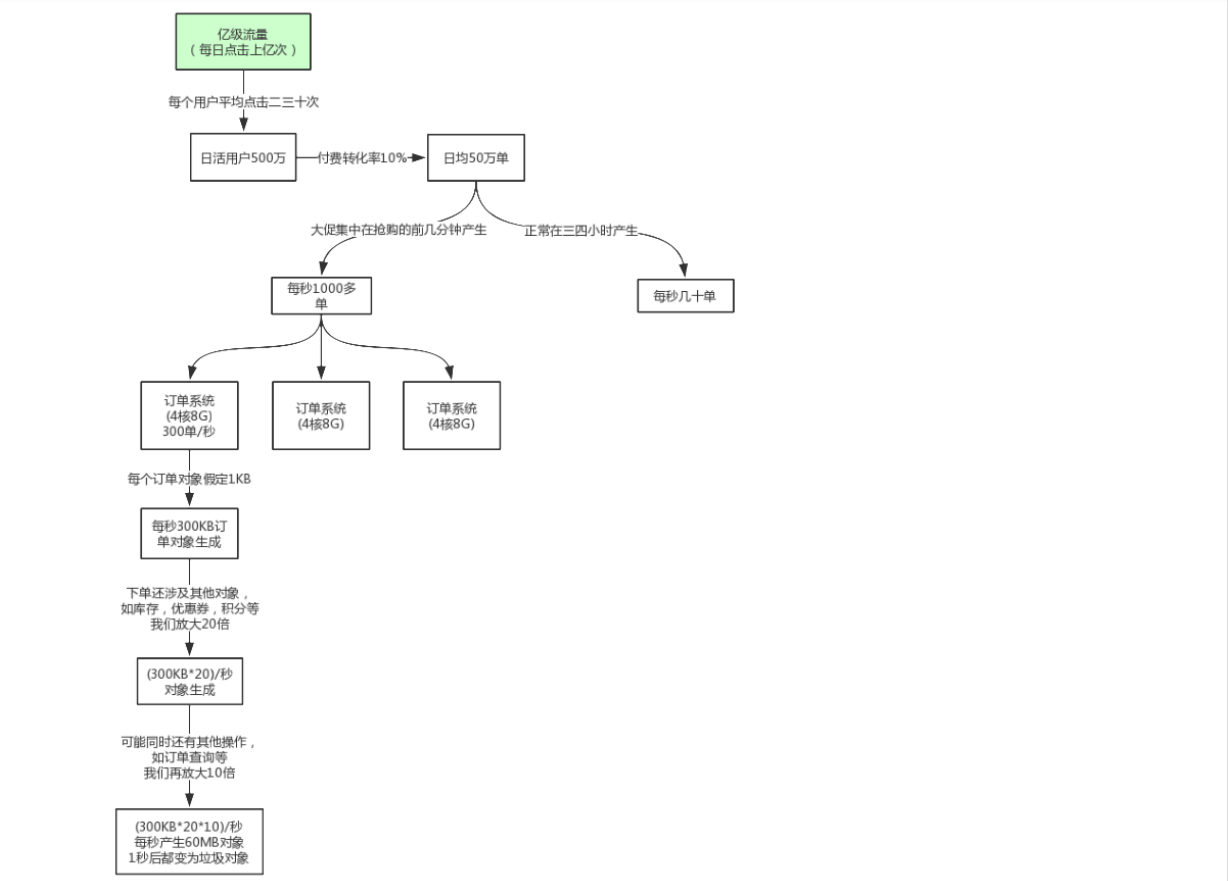 亿级流量
（每日点击上亿次）
每个用户平均点击二三十次
日活用户500万
付费转化率10%
日均50万单
大促集中在抢购的前几分钟产生
正常在三四小时产生
每秒1000多
单
每秒几十单
订单系统
(4核8G)
300单/秒
订单系统
(4核8G)
订单系统
(4核8G)
每个订单对象假定1KB
每秒300KB订
单对象生成
下单还涉及其他对象，
如库存，优惠券，积分等
我们放大20倍
(300KB*20)/秒
对象生成
可能同时还有其他操作，
如订单查询等
我们再放大10倍
(300KB*20*10)/秒
每秒产生60MB对象
1秒后都变为垃圾对象